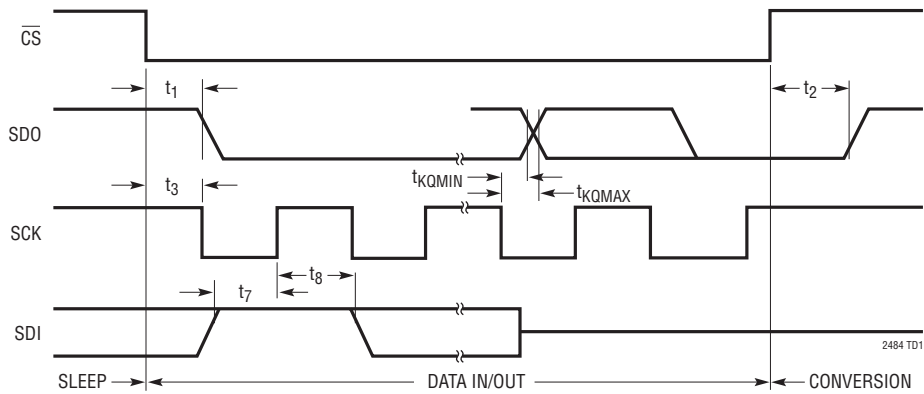 CS
t1
t2
SDO
tKQMIN
tKQMAX
t3
SCK
t8
t7
SDI
2484 TD1
SLEEP DATA IN/OUT CONVERSION